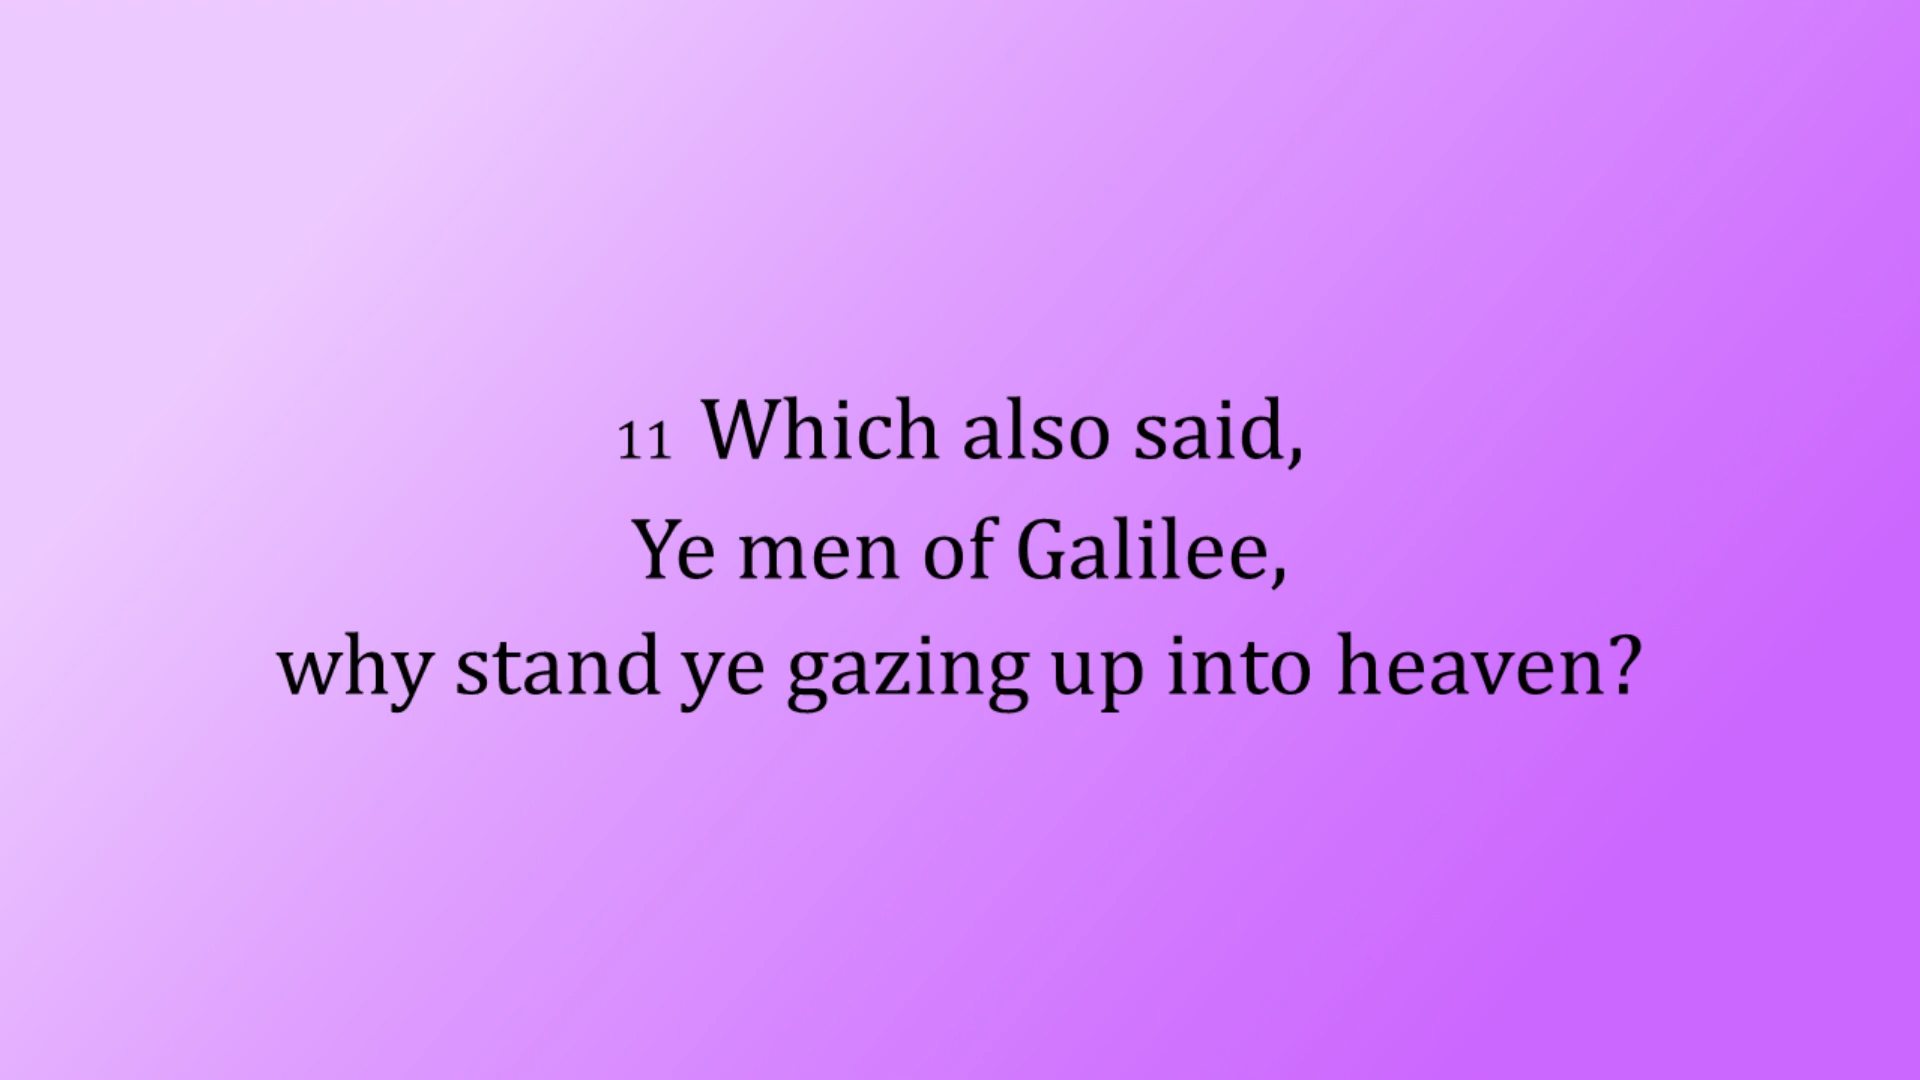 11 Which also said,
Ye men of Galilee,
why stand ye gazing up into heaven?